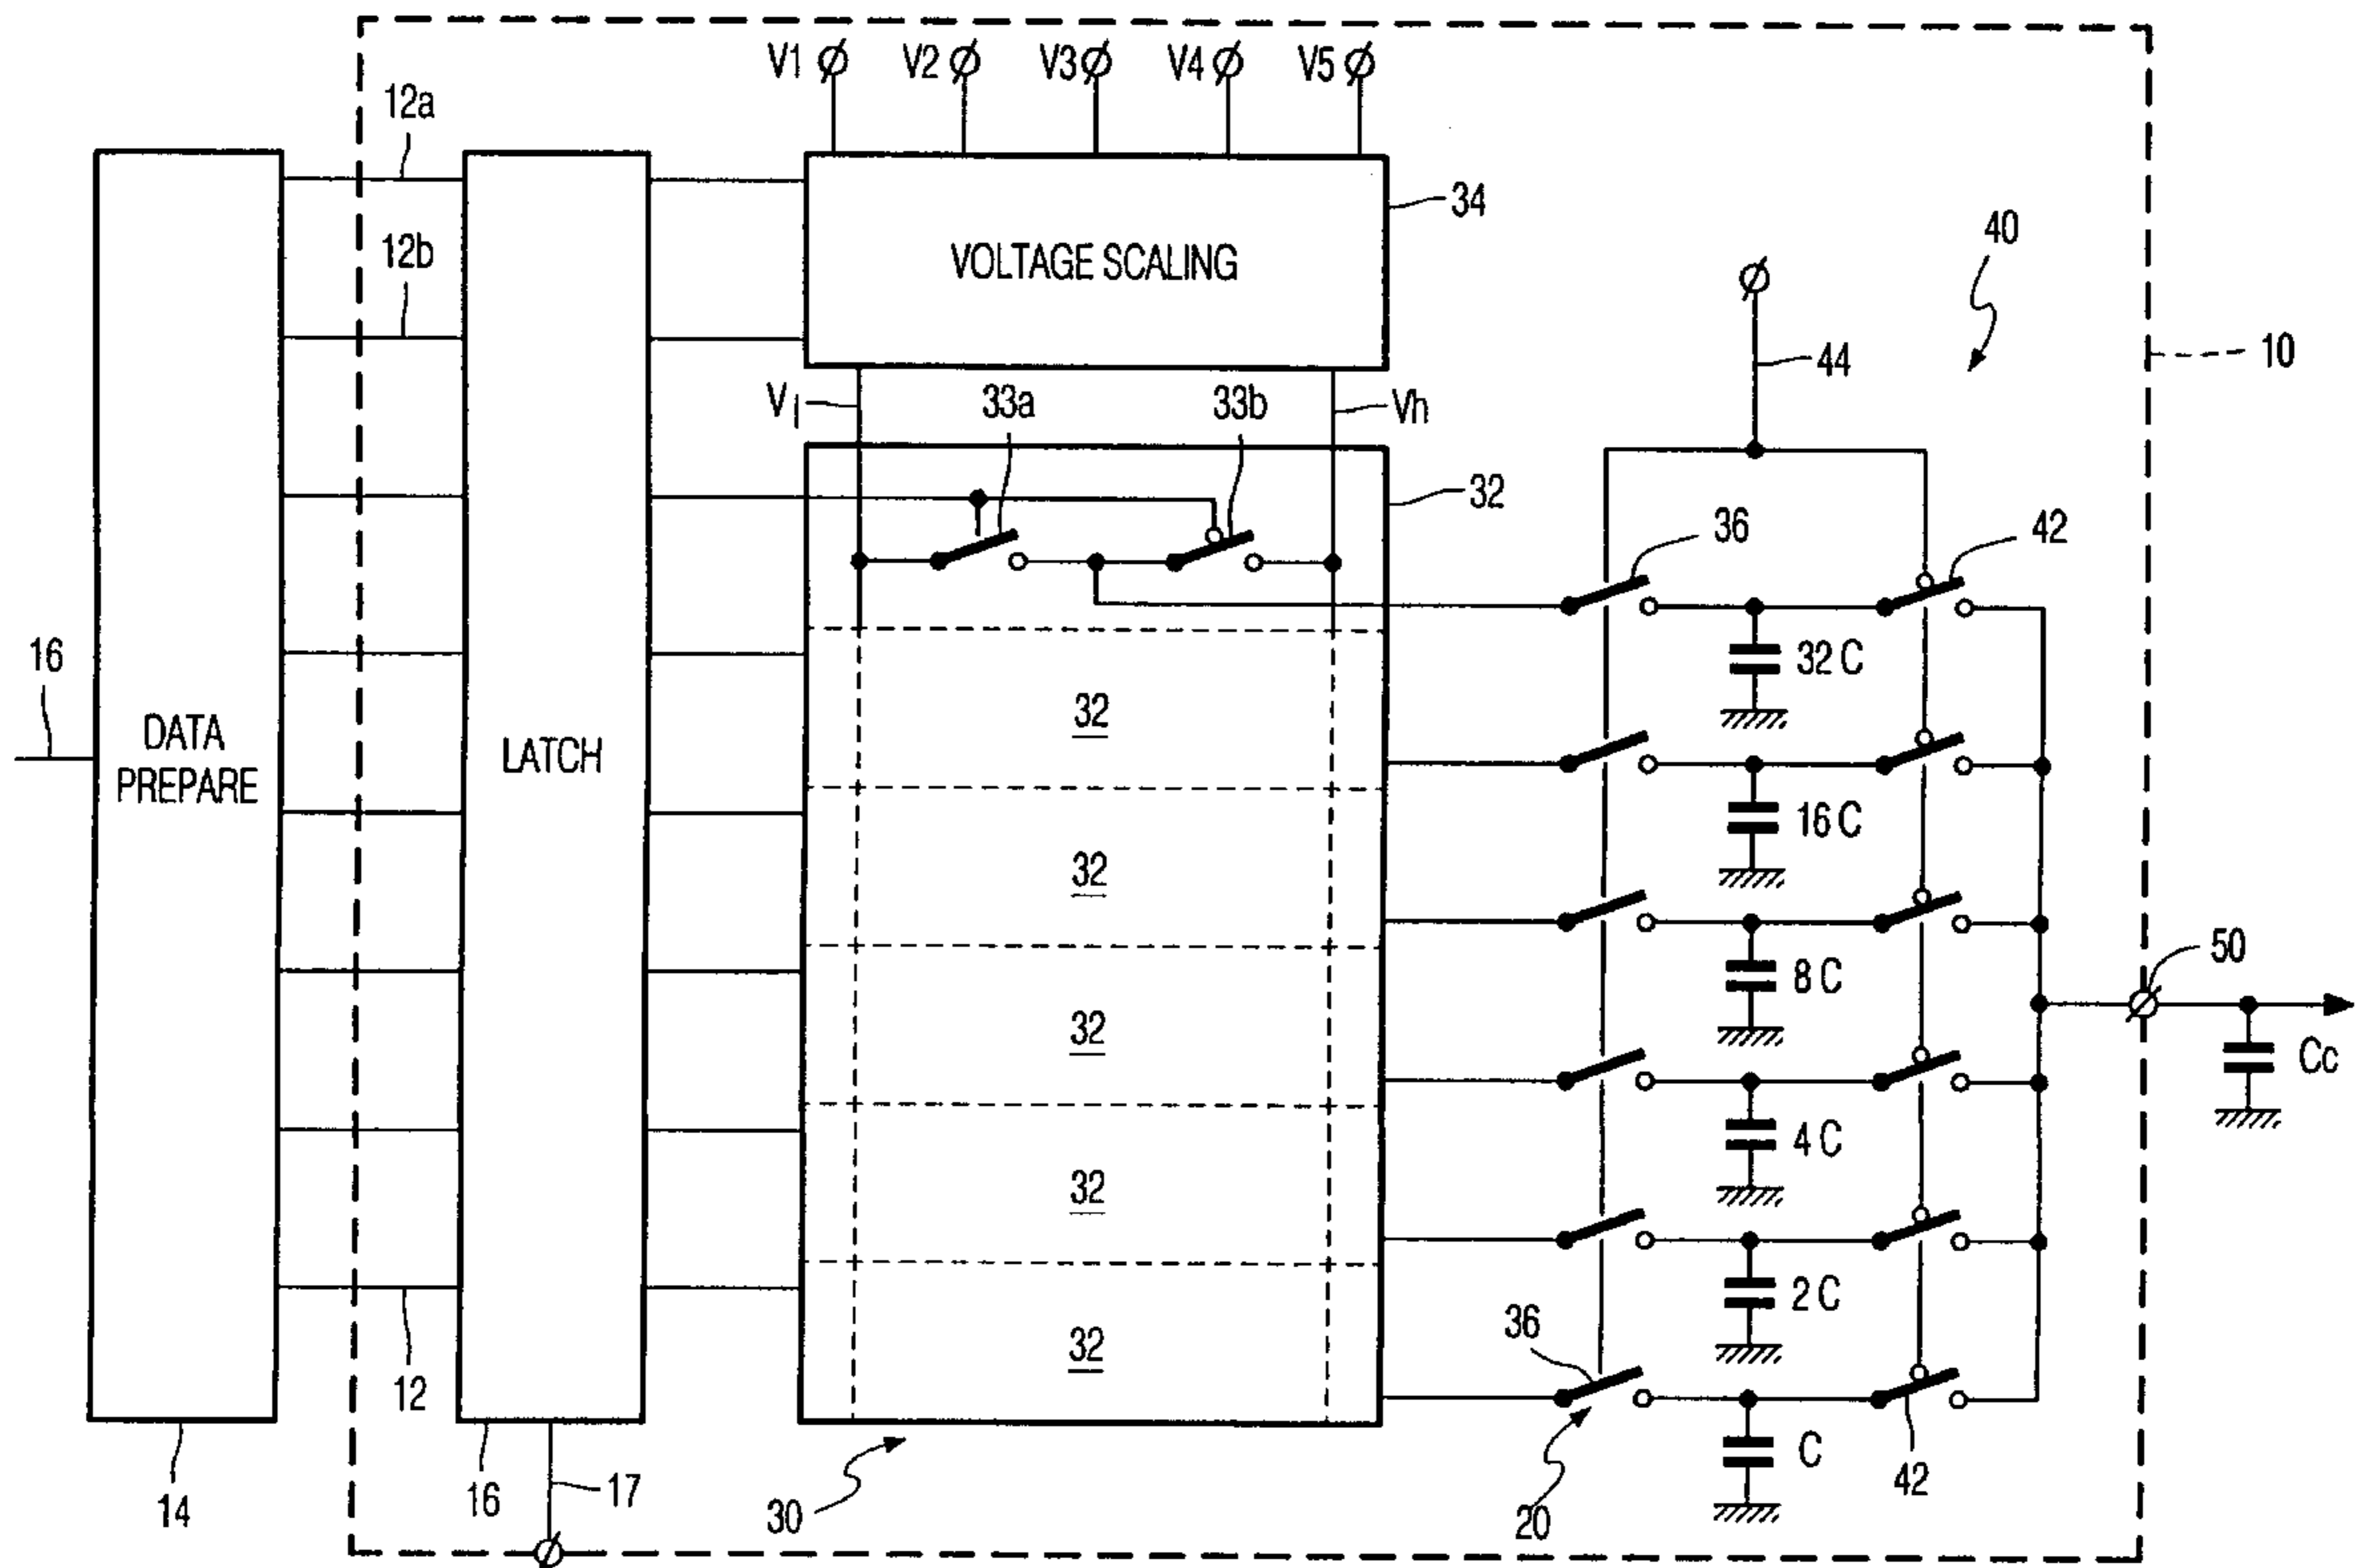 V1
V2
V3
V4
V5
12a
12b
34
VOLTAGE SCALING
40
44
10
Vl
33a
33b
Vh
32
36
42
16
32 C
DATA
PREPARE
LATCH
32
16 C
32
50
8 C
32
Cc
4 C
32
2 C
12
36
32
C
42
14
16
17
30
20